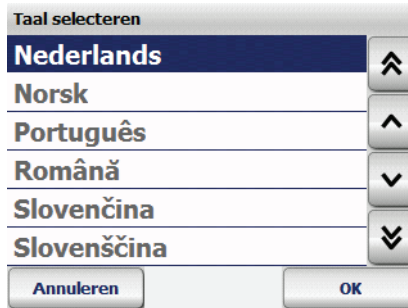 Taal selecteren
Nederlands
Norsk
Português
Română
Slovenčina
Slovenščina
Annuleren OK